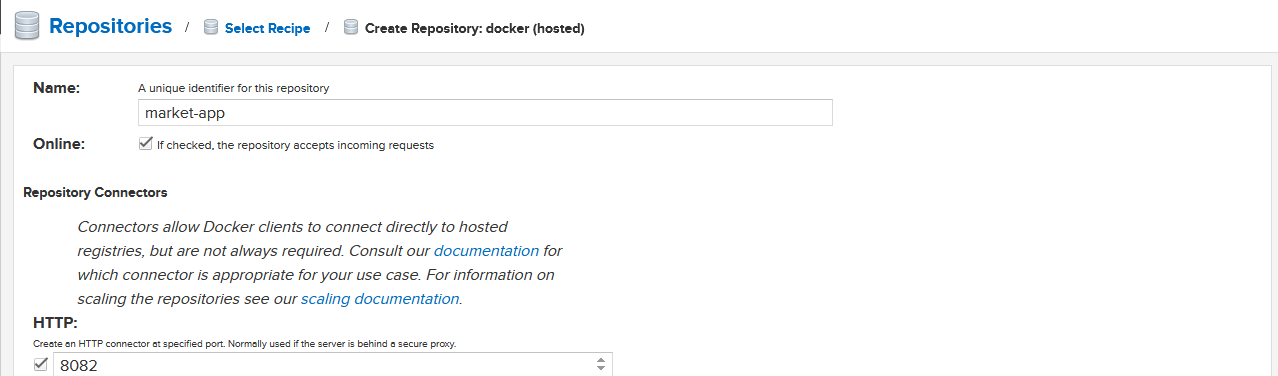 Repositories / Select Recipe / Create Repository: docker (hosted)
Name: A unique identifier for this repository
market-app
Online: If checked, the repository accepts incoming requests
Repository Connectors
Connectors allow Docker clients to connect directly to hosted
registries, but are not always required. Consult our documentation for
which connector is appropriate for your use case. For information on
scaling the repositories see our scaling documentation.
HTTP:
Create an HTTP connector at specified port. Normally used if the server is behind a secure proxy.
8082